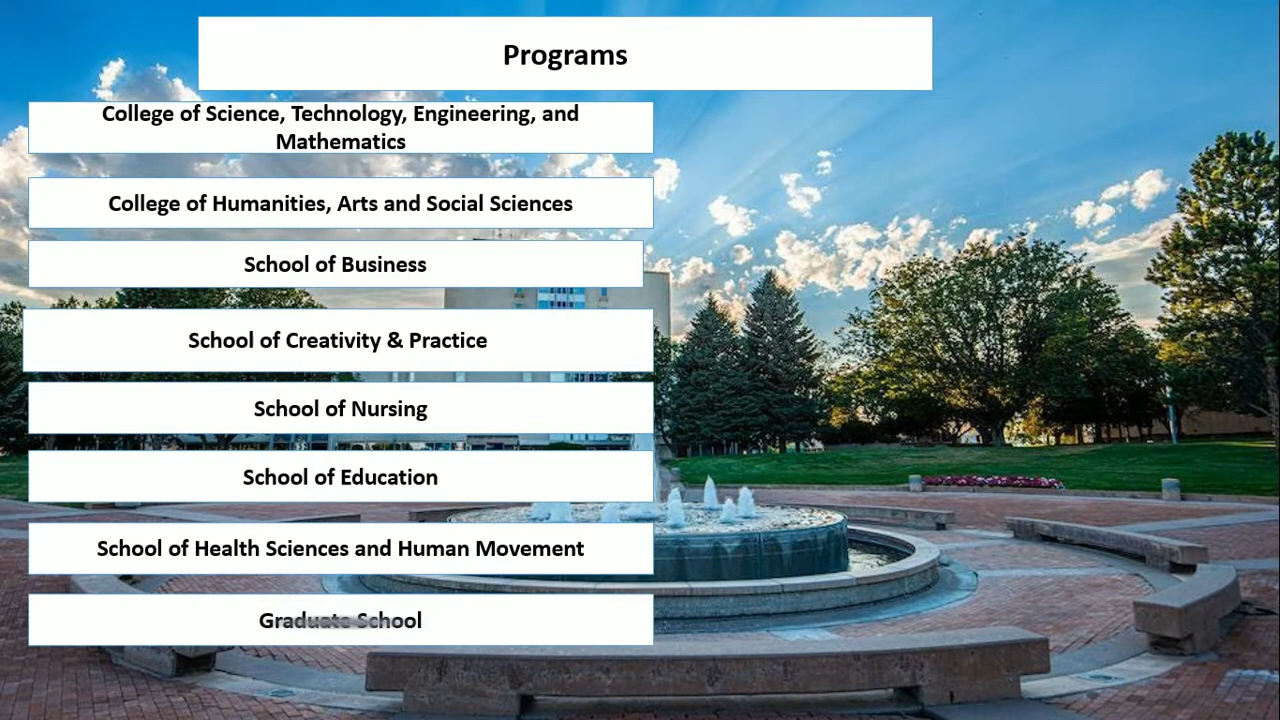 Programs
College of Science, Technology, Engineering, and
Mathematics
College of Humanities, Arts and Social Sciences
School of Business
School of Creativity & Practice
School of Nursing
School of Education
School of Health Sciences and Human Movement
Graduate School